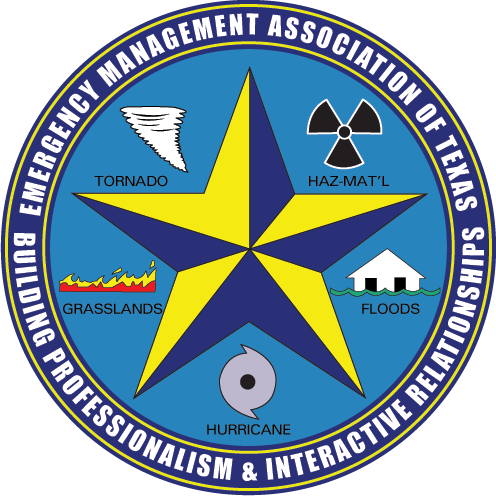 EMERGENCY MANAGEMENT ASSOCIATION OF TEXAS
TORNADO
HAZ-MAT'L
GRASSLANDS
FLOODS
HURRICANE
BUILDING PROFESSIONALISM & INTERACTIVE RELATIONSHIPS